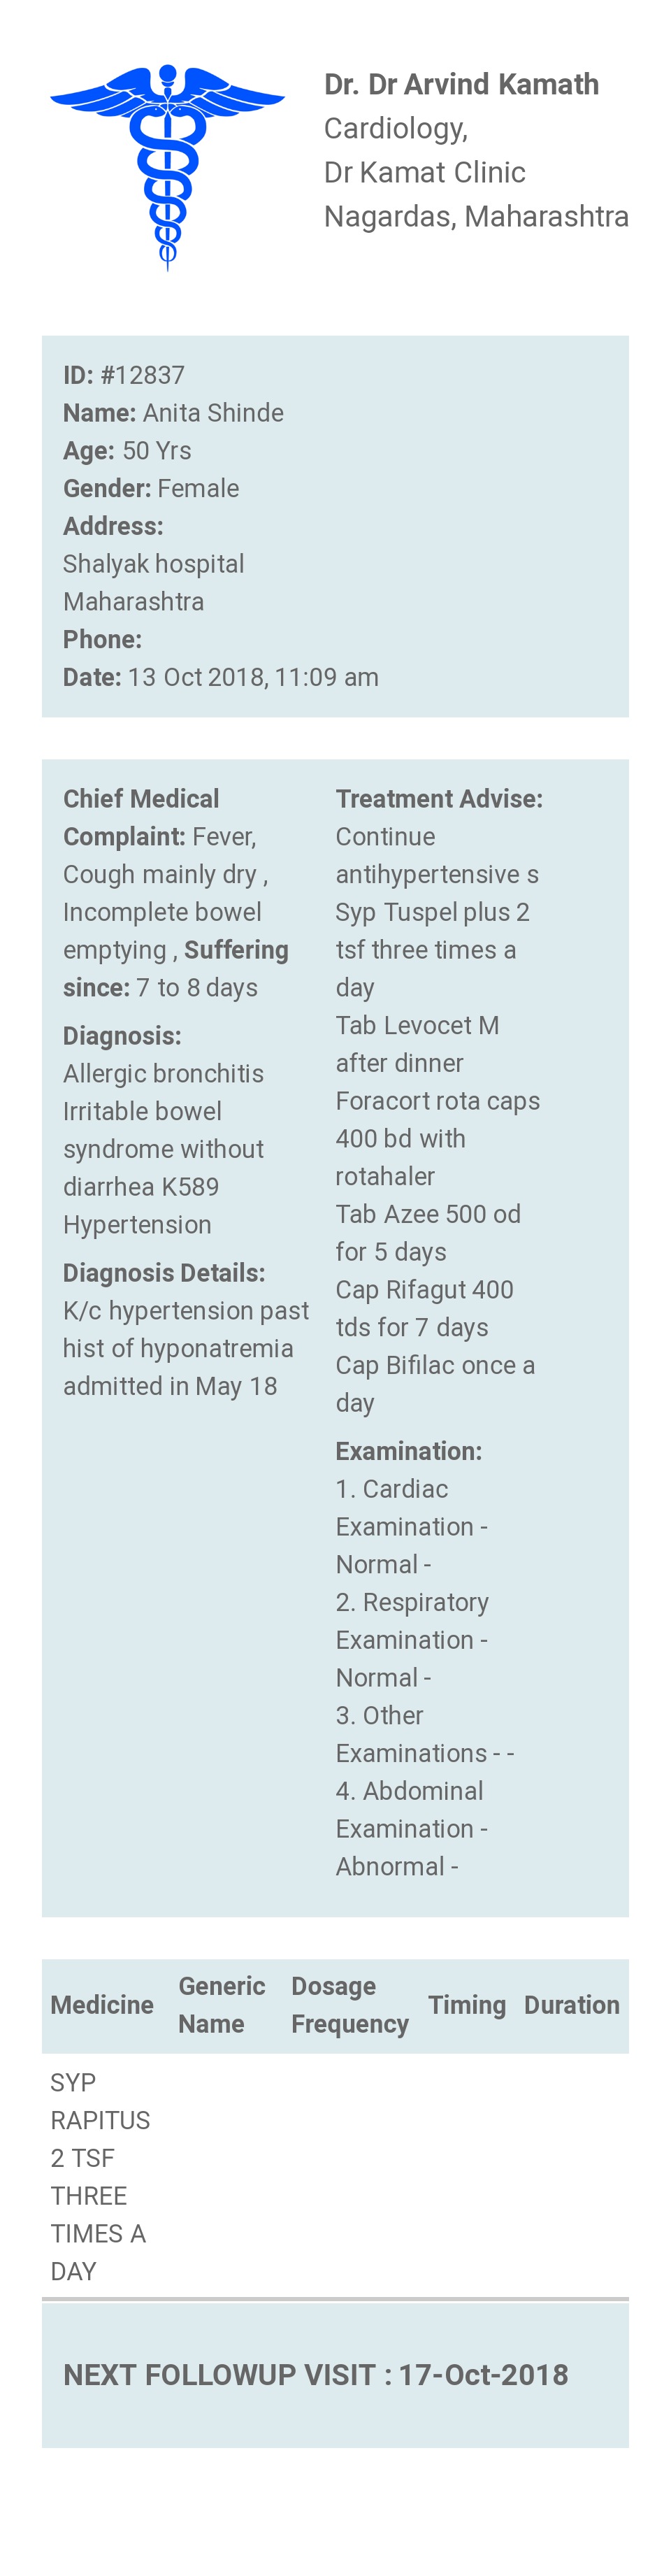 Dr. Dr Arvind Kamath
Cardiology,
Dr Kamat Clinic
Nagardas, Maharashtra
ID: #12837
Name: Anita Shinde
Age: 50 Yrs
Gender: Female
Address:
Shalyak hospital
Maharashtra
Phone:
Date: 13 Oct 2018, 11:09 am
Chief Medical
Complaint: Fever,
Cough mainly dry ,
Incomplete bowel
emptying , Suffering
since: 7 to 8 days
Diagnosis:
Allergic bronchitis
Irritable bowel
syndrome without
diarrhea K589
Hypertension
Diagnosis Details:
K/c hypertension past
hist of hyponatremia
admitted in May 18
Treatment Advise:
Continue
antihypertensive s
Syp Tuspel plus 2
tsf three times a
day
Tab Levocet M
after dinner
Foracort rota caps
400 bd with
rotahaler
Tab Azee 500 od
for 5 days
Cap Rifagut 400
tds for 7 days
Cap Bifilac once a
day
Examination:
1. Cardiac
Examination -
Normal -
2. Respiratory
Examination -
Normal -
3. Other
Examinations - -
4. Abdominal
Examination -
Abnormal -
Medicine Generic Name Dosage Frequency Timing Duration
SYP
RAPITUS
2 TSF
THREE
TIMES A
DAY
NEXT FOLLOWUP VISIT : 17-Oct-2018